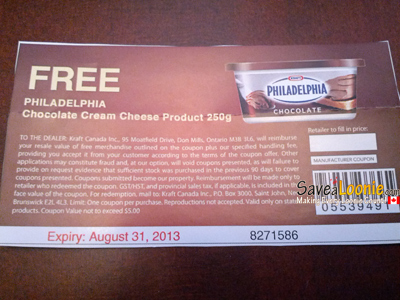 FREE
PHILADELPHIA
Chocolate Cream Cheese Product 250g
KRAFT
PHILADELPHIA
CHOCOLATE
TO THE DEALER: Kraft Canada Inc., 95 Moatfield Drive, Don Mills, Ontario M3B 3L6, will reimburse
your resale value of free merchandise outlined on the coupon plus our specified handling fee,
providing you accept it from your customer according to the terms of the coupon offer. Other
applications may constitute fraud and, at our option, will void coupons presented, as will failure to
provide on request evidence that sufficient stock was purchased in the previous 90 days to cover
coupons presented. Coupons submitted become our property. Reimbursement will be made only to
retailer who redeemed the coupon. GST/HST, and provincial sales tax, if applicable, is included in the
face value of the coupon. For redemption, mail to Kraft Canada Inc., P.O. Box 3000, Saint John, New
Brunswick E2L 4L3. Limit: One coupon per purchase. Reproductions not accepted. Valid only on stated
products. Coupon Value not to exceed $5.00
Retailer to fill in price:
MANUFACTURER COUPON
SaveaLoonie.com
05539491
Expiry: August 31, 2013
8271586